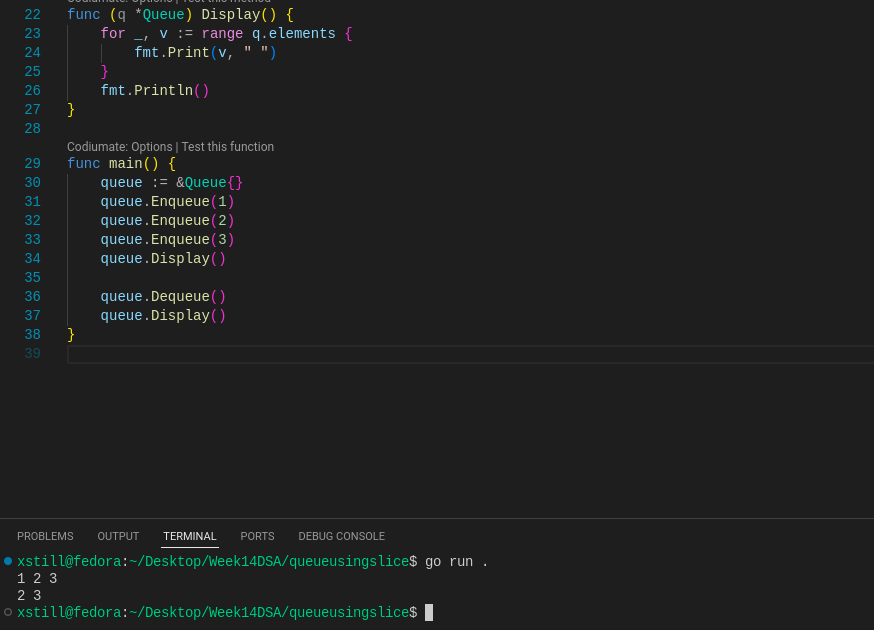 Codiumate: Options | Test this method
22 func (q *Queue) Display() {
23     for _, v := range q.elements {
24         fmt.Print(v, " ")
25     }
26     fmt.Println()
27 }
28
Codiumate: Options | Test this function
29 func main() {
30     queue := &Queue{}
31     queue.Enqueue(1)
32     queue.Enqueue(2)
33     queue.Enqueue(3)
34     queue.Display()
35
36     queue.Dequeue()
37     queue.Display()
38 }
39
PROBLEMS OUTPUT TERMINAL PORTS DEBUG CONSOLE
xstill@fedora:~/Desktop/Week14DSA/queueusingslice$ go run .
1 2 3
2 3
xstill@fedora:~/Desktop/Week14DSA/queueusingslice$